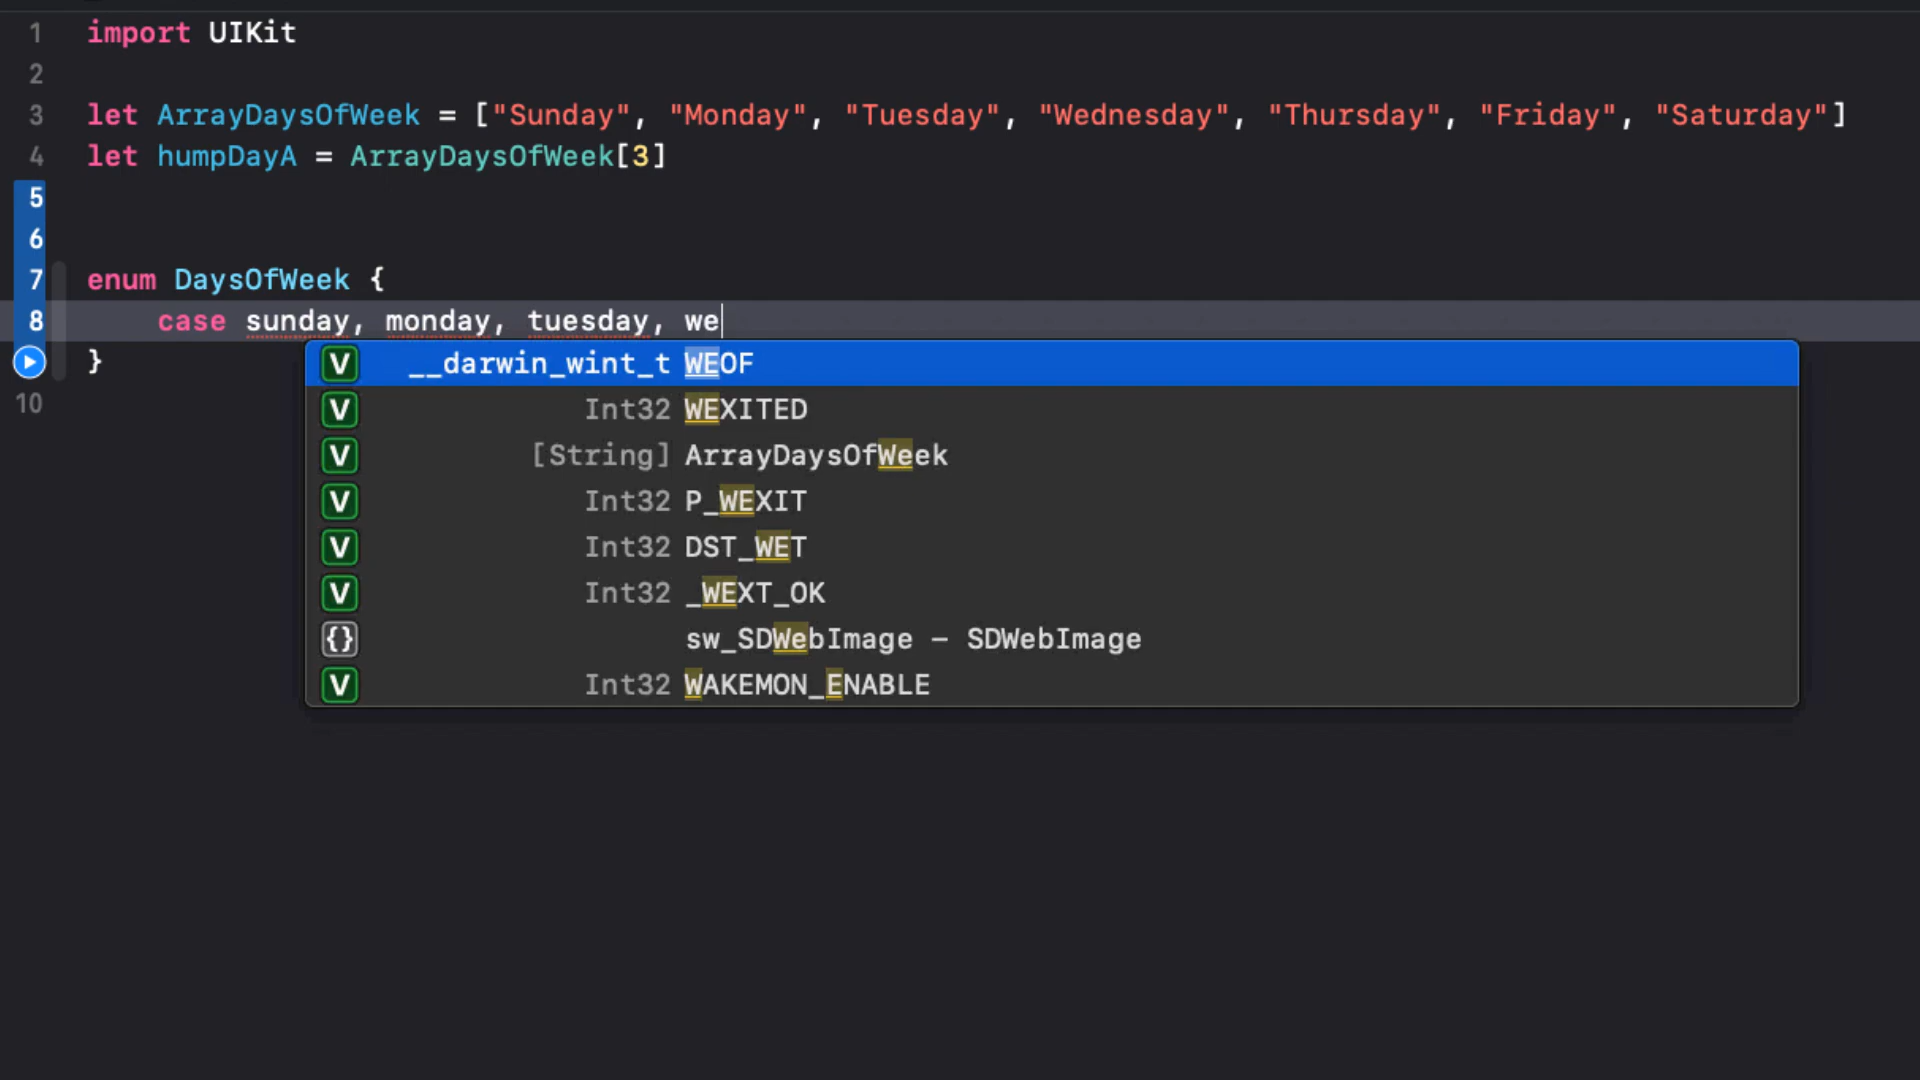 1 import UIKit
2
3 let ArrayDaysOfWeek = ["Sunday", "Monday", "Tuesday", "Wednesday", "Thursday", "Friday", "Saturday"]
4 let humpDayA = ArrayDaysOfWeek[3]
5
6
7 enum DaysOfWeek {
8 case sunday, monday, tuesday, we
}
V __darwin_wint_t WEOF
V Int32 WEXITED
V [String] ArrayDaysOfWeek
V Int32 P_WEXIT
V Int32 DST_WET
V Int32 _WEXT_OK
{} sw_SDWebImage – SDWebImage
V Int32 WAKEMON_ENABLE
10